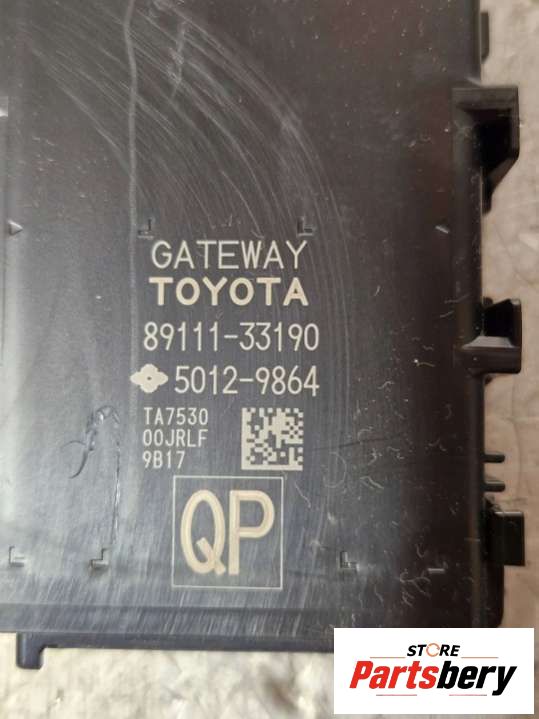 GATEWAY
TOYOTA
89111-33190
5012-9864
TA7530
00JRLF
9B17
QP
STORE
Partsbery